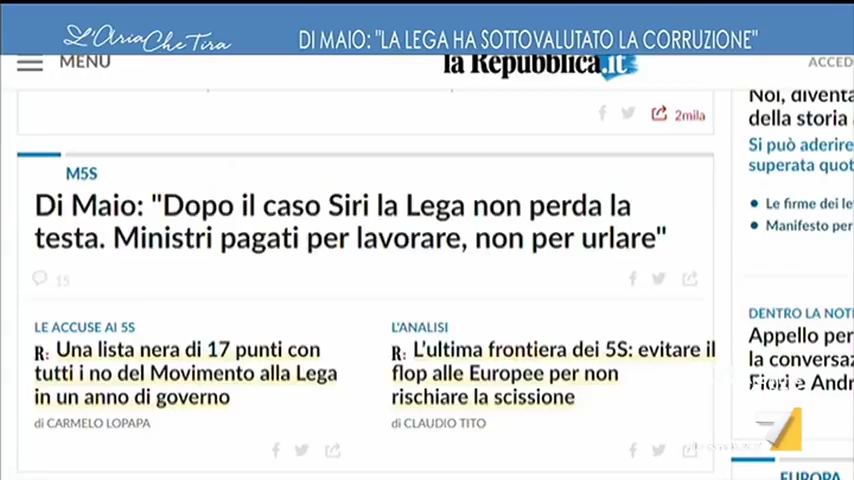 L'Aria Che Tira
DI MAIO: "LA LEGA HA SOTTOVALUTATO LA CORRUZIONE"
MENU
la Repubblica.it
ACCED
2mila
M5S
Di Maio: "Dopo il caso Siri la Lega non perda la
testa. Ministri pagati per lavorare, non per urlare"
15
LE ACCUSE AI 5S
R: Una lista nera di 17 punti con
tutti i no del Movimento alla Lega
in un anno di governo
di CARMELO LOPAPA
L'ANALISI
R: L'ultima frontiera dei 5S: evitare il
flop alle Europee per non
rischiare la scissione
di CLAUDIO TITO
Noi, diventa
della storia
Si può aderire
superata quot
Le firme dei le
Manifesto per
DENTRO LA NOTI
Appello per
la conversaz
Fiori e Andr
7
EUROPA